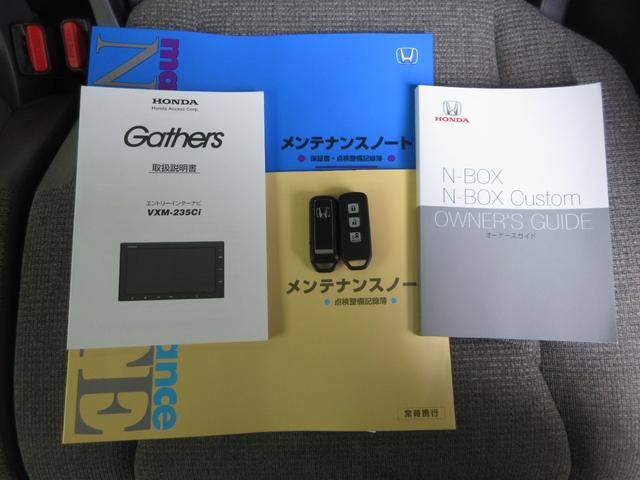 HONDA
Honda Access Corp.
Gathers
取扱説明書
エントリーインターナビ
VXM-235Ci
メンテナンスノート
保証書・点検整備記録簿
メンテナンスノー
点検整備記録簿
常時携行
HONDA
N-BOX
N-BOX Custom
OWNER'S GUIDE
オーナーズガイド